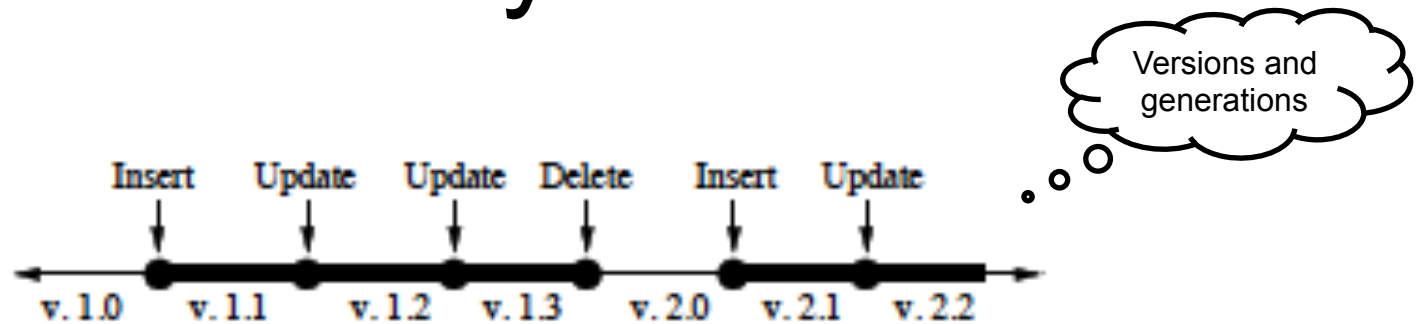 Versions and
generations
Insert Update Update Delete Insert Update
v. 1.0 v. 1.1 v. 1.2 v. 1.3 v. 2.0 v. 2.1 v. 2.2